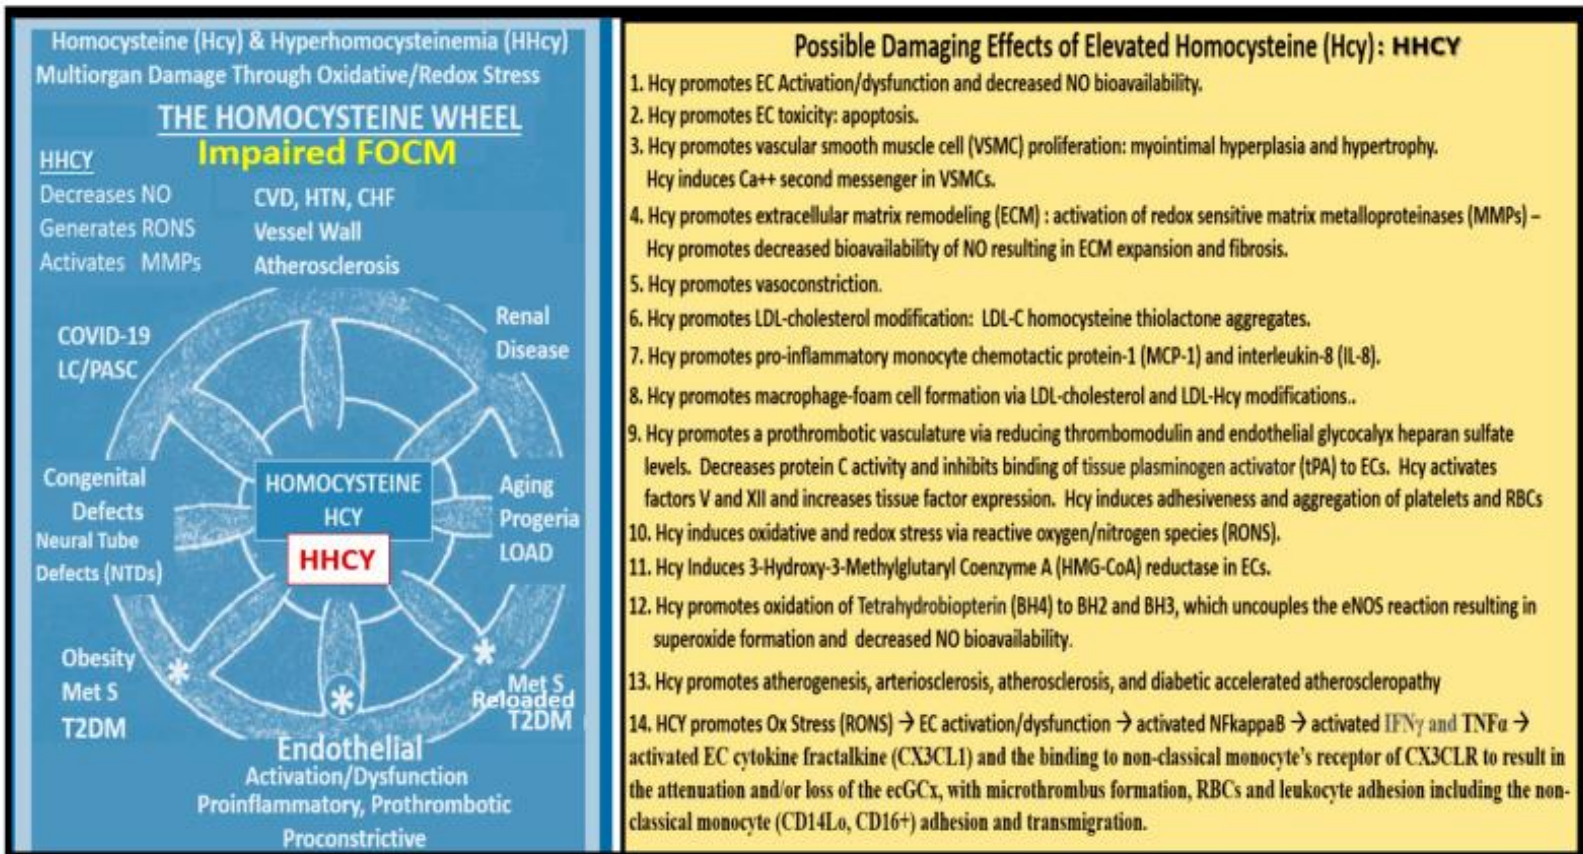 Homocysteine (Hcy) & Hyperhomocysteinemia (HHcy)
Multiorgan Damage Through Oxidative/Redox Stress
THE HOMOCYSTEINE WHEEL
Impaired FOCM
HHCY
Decreases NO
Generates RONS
Activates MMPs
CVD, HTN, CHF
Vessel Wall
Atherosclerosis
COVID-19
LC/PASC
Renal
Disease
Congenital
Defects
Neural Tube
Defects (NTDs)
HOMOCYSTEINE
HCY
HHCY
Aging
Progeria
LOAD
Obesity
Met S
T2DM
*
*
*
Met S
Reloaded
T2DM
Endothelial
Activation/Dysfunction
Proinflammatory, Prothrombotic
Proconstrictive
Possible Damaging Effects of Elevated Homocysteine (Hcy) : HHCY
1. Hcy promotes EC Activation/dysfunction and decreased NO bioavailability.
2. Hcy promotes EC toxicity: apoptosis.
3. Hcy promotes vascular smooth muscle cell (VSMC) proliferation: myointimal hyperplasia and hypertrophy.
Hcy induces Ca++ second messenger in VSMCs.
4. Hcy promotes extracellular matrix remodeling (ECM) : activation of redox sensitive matrix metalloproteinases (MMPs) –
Hcy promotes decreased bioavailability of NO resulting in ECM expansion and fibrosis.
5. Hcy promotes vasoconstriction.
6. Hcy promotes LDL-cholesterol modification: LDL-C homocysteine thiolactone aggregates.
7. Hcy promotes pro-inflammatory monocyte chemotactic protein-1 (MCP-1) and interleukin-8 (IL-8).
8. Hcy promotes macrophage-foam cell formation via LDL-cholesterol and LDL-Hcy modifications..
9. Hcy promotes a prothrombotic vasculature via reducing thrombomodulin and endothelial glycocalyx heparan sulfate
levels. Decreases protein C activity and inhibits binding of tissue plasminogen activator (tPA) to ECs. Hcy activates
factors V and XII and increases tissue factor expression. Hcy induces adhesiveness and aggregation of platelets and RBCs
10. Hcy induces oxidative and redox stress via reactive oxygen/nitrogen species (RONS).
11. Hcy Induces 3-Hydroxy-3-Methylglutaryl Coenzyme A (HMG-CoA) reductase in ECs.
12. Hcy promotes oxidation of Tetrahydrobiopterin (BH4) to BH2 and BH3, which uncouples the eNOS reaction resulting in
superoxide formation and decreased NO bioavailability.
13. Hcy promotes atherogenesis, arteriosclerosis, atherosclerosis, and diabetic accelerated atheroscleropathy
14. HCY promotes Ox Stress (RONS) → EC activation/dysfunction → activated NFkappaB → activated IFNγ and TNFα →
activated EC cytokine fractalkine (CX3CL1) and the binding to non-classical monocyte's receptor of CX3CLR to result in
the attenuation and/or loss of the ecGCx, with microthrombus formation, RBCs and leukocyte adhesion including the non-
classical monocyte (CD14Lo, CD16+) adhesion and transmigration.